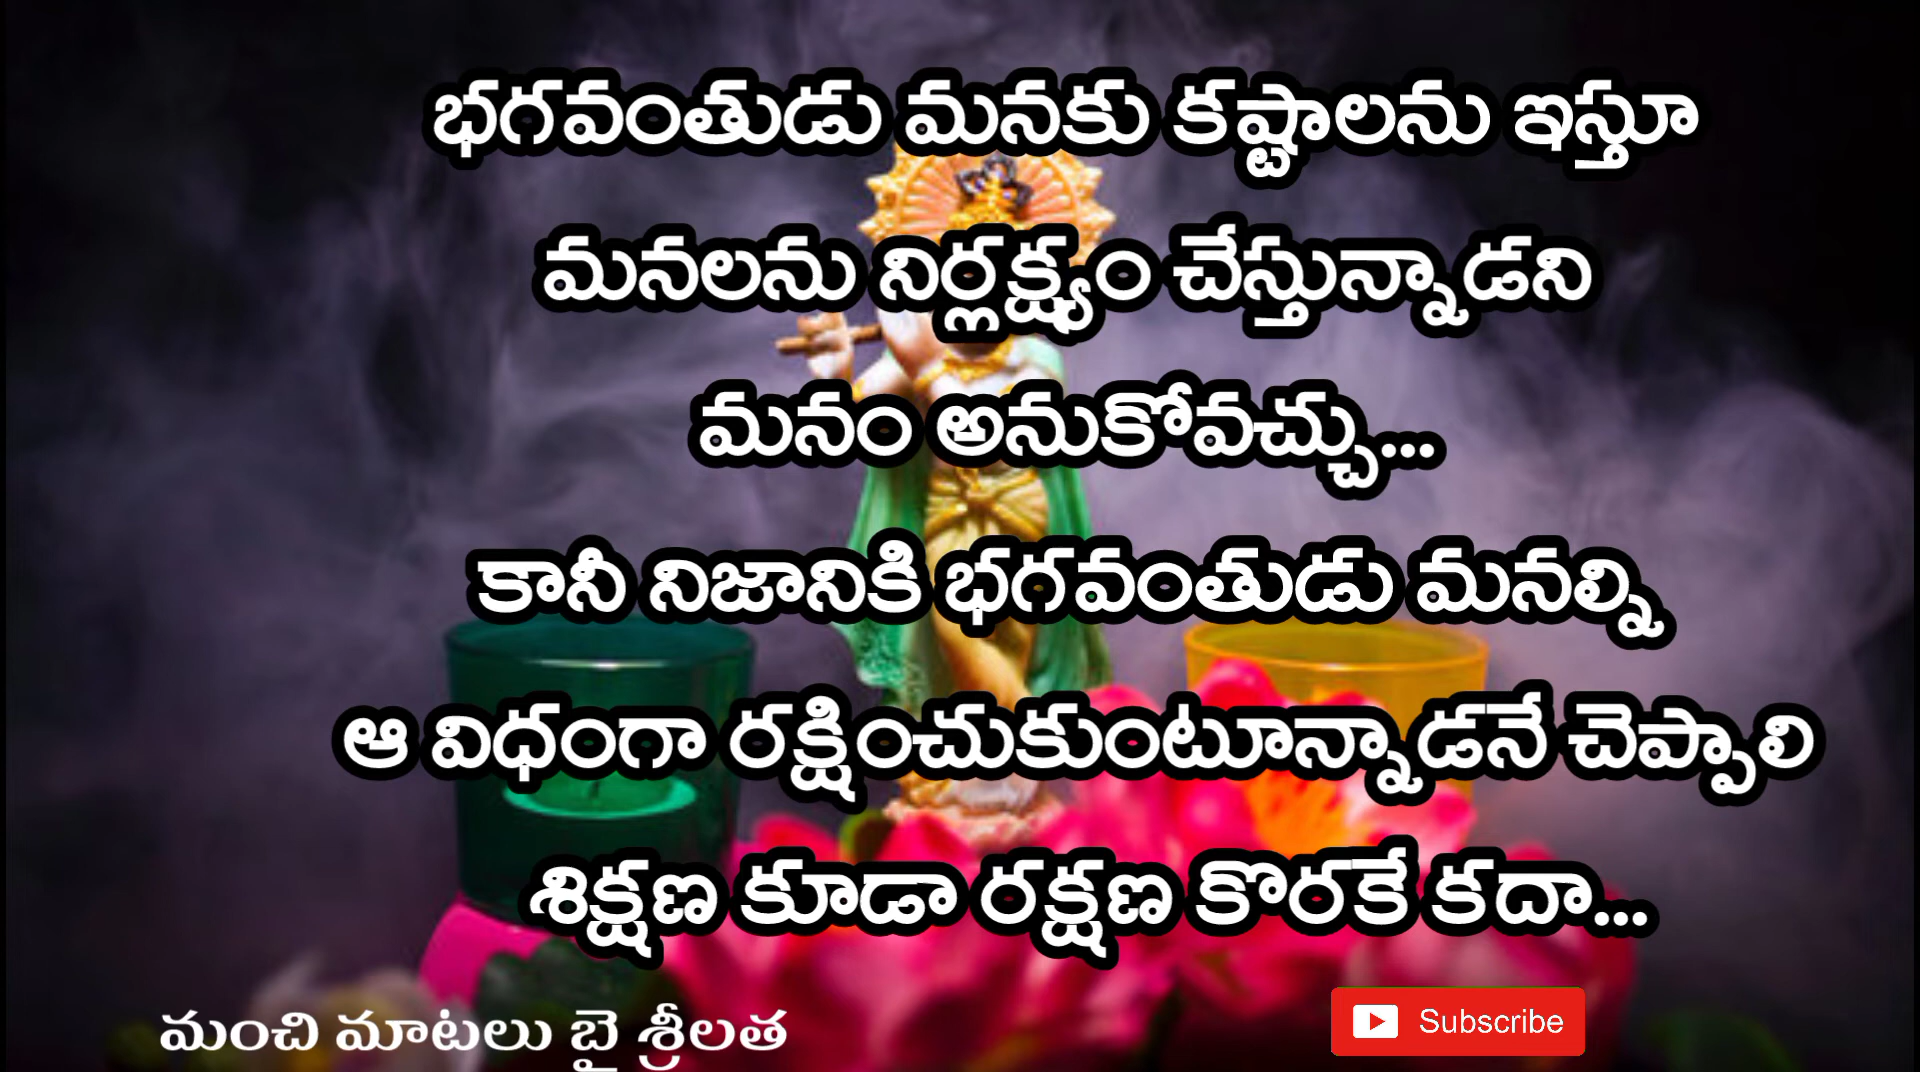 భగవంతుడు మనకు కష్టాలను ఇస్తూ
మనలను నిర్లక్ష్యం చేస్తున్నాడని
మనం అనుకోవచ్చు...
కానీ నిజానికి భగవంతుడు మనల్ని
ఆ విధంగా రక్షించుకుంటూన్నాడనే చెప్పాలి
శిక్షణ కూడా రక్షణ కొరకే కదా...
మంచి మాటలు బై శ్రీలత
Subscribe